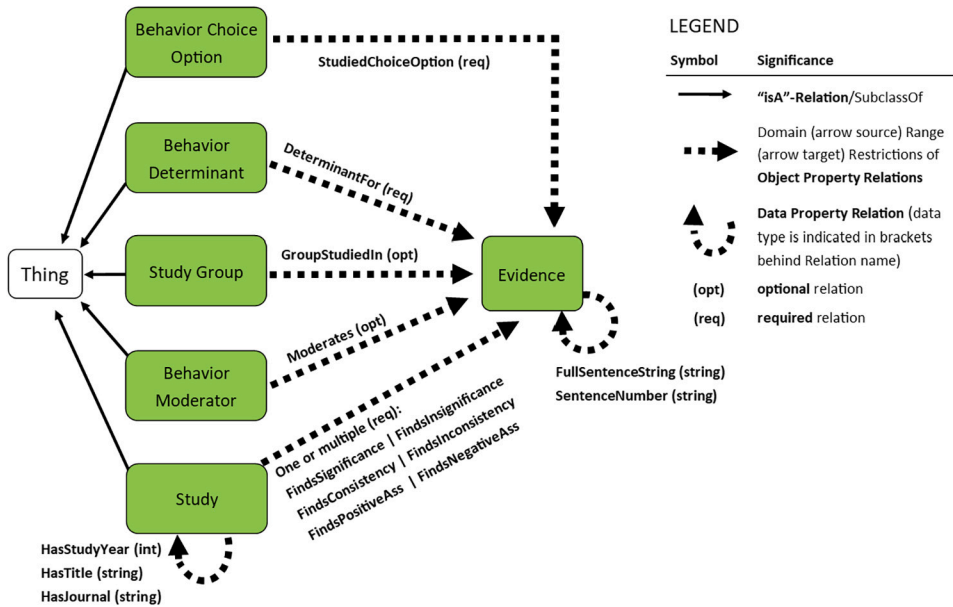 Behavior Choice
Option
StudiedChoiceOption (req)
Behavior
Determinant
DeterminantFor (req)
Thing
Study Group
GroupStudiedIn (opt)
Evidence
Behavior
Moderator
Moderates (opt)
FullSentenceString (string)
SentenceNumber (string)
Study
One or multiple (req):
FindsSignificance | FindsInsignificance
FindsConsistency | FindsInconsistency
FindsPositiveAss | FindsNegativeAss
HasStudyYear (int)
HasTitle (string)
HasJournal (string)
LEGEND
Symbol Significance
“isA”-Relation/SubclassOf
Domain (arrow source) Range
(arrow target) Restrictions of
Object Property Relations
Data Property Relation (data
type is indicated in brackets
behind Relation name)
(opt) optional relation
(req) required relation